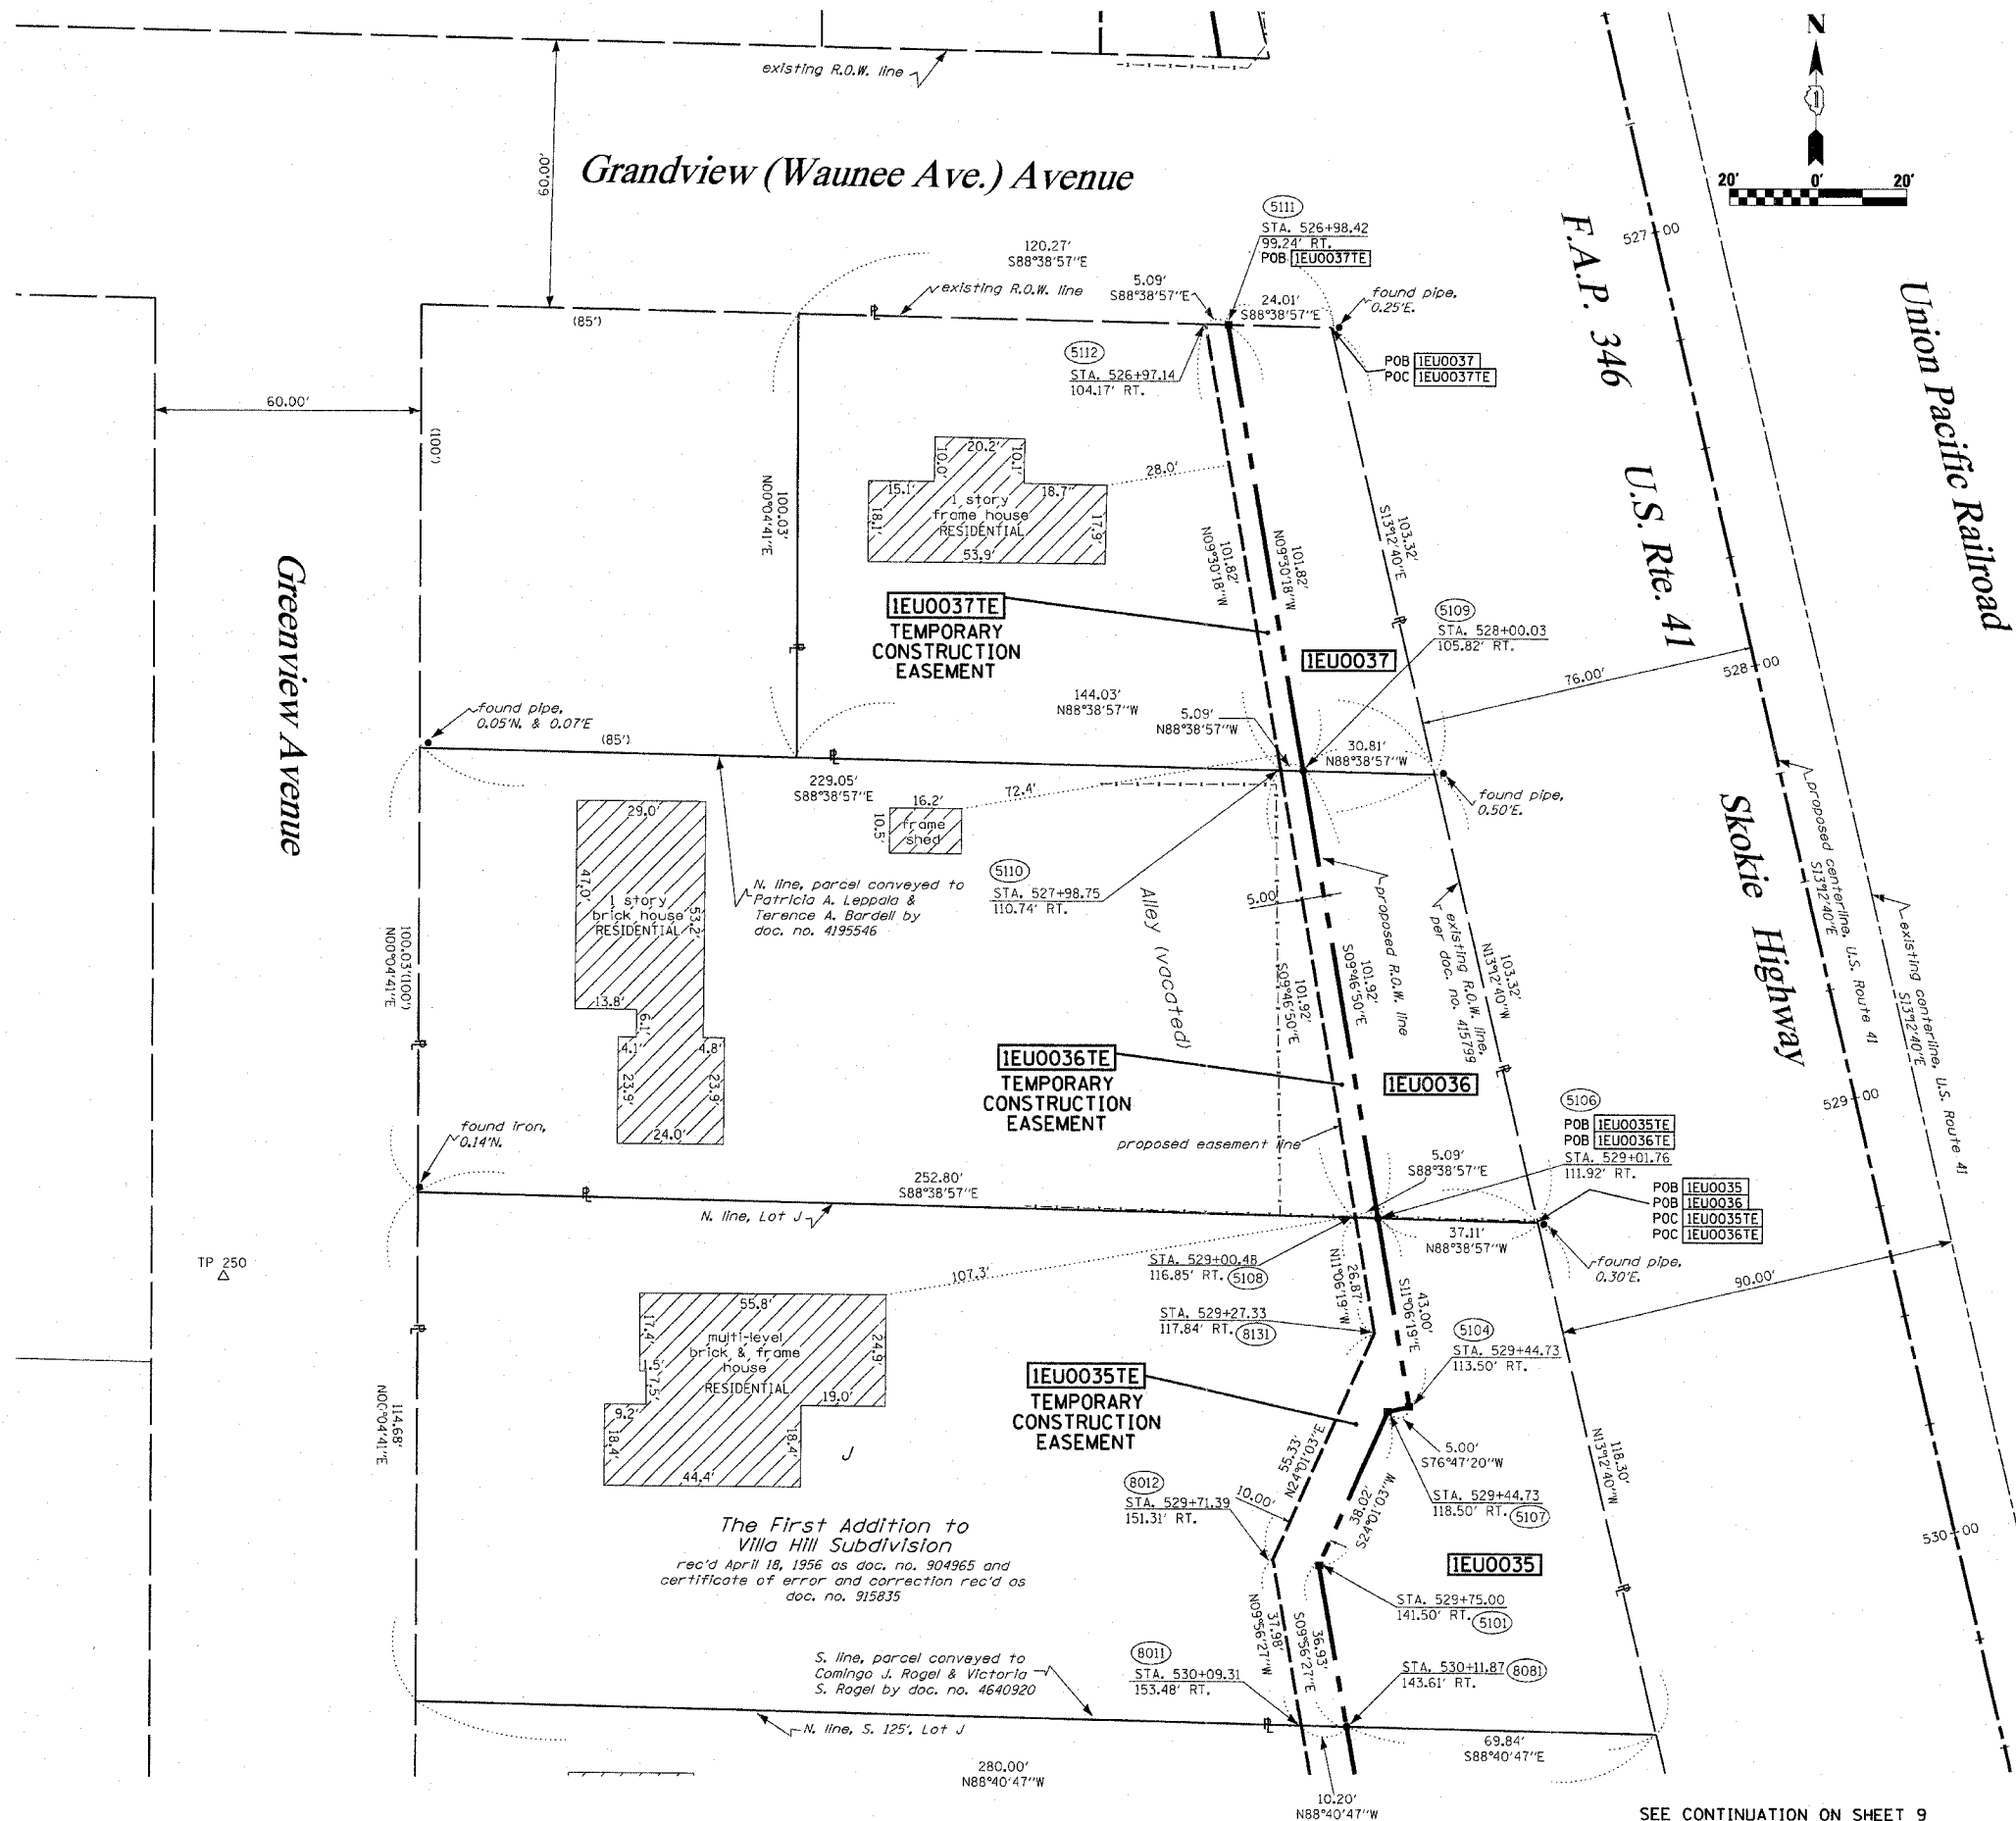 existing R.O.W. line
N
20' 0' 20'
60.00'
Grandview (Waunee Ave.) Avenue
5111
STA. 526+98.42
99.24' RT.
POB 1EU0037TE
120.27'
S88°38'57"E
5.09'
S88°38'57"E
24.01'
S88°38'57"E
existing R.O.W. line
(85')
found pipe,
0.25'E.
5112
STA. 526+97.14
104.17' RT.
POB 1EU0037
POC 1EU0037TE
527+00
F.A.P. 346
U.S. Rte. 41
Union Pacific Railroad
60.00'
(100')
100.03'
N00°04'41"E
20.2'
10.0'
10.1'
15.1'
18.7'
18.1'
17.9'
1 story
frame house
RESIDENTIAL
53.9'
28.0'
101.82'
N09°30'18"W
101.82'
N09°30'18"W
103.32'
S13°12'40"E
Greenview Avenue
1EU0037TE
TEMPORARY
CONSTRUCTION
EASEMENT
5109
STA. 528+00.03
105.82' RT.
1EU0037
76.00'
528+00
found pipe,
0.05'N. & 0.07'E
144.03'
N88°38'57"W
5.09'
N88°38'57"W
30.81'
N88°38'57"W
(85')
229.05'
S88°38'57"E
found pipe,
0.50'E.
72.4'
16.2'
10.5'
frame
shed
29.0'
47.0'
53.2'
1 story
brick house
RESIDENTIAL
13.8'
6.1'
4.1'
4.8'
23.9'
23.9'
24.0'
N. line, parcel conveyed to
Patricia A. Leppala &
Terence A. Bardell by
doc. no. 4195546
5110
STA. 527+98.75
110.74' RT.
Alley (vacated)
5.00'
proposed R.O.W. line
existing R.O.W. line,
per doc. no. 415799
Skokie Highway
proposed centerline, U.S. Route 41
S13°12'40"E
existing centerline, U.S. Route 41
S13°12'40"E
100.03'(100')
N00°04'41"E
101.92'
S09°46'50"E
101.92'
S09°46'50"E
103.32'
N13°12'40"W
1EU0036TE
TEMPORARY
CONSTRUCTION
EASEMENT
1EU0036
529+00
proposed easement line
5106
POB 1EU0035TE
POB 1EU0036TE
STA. 529+01.76
111.92' RT.
found iron,
0.14'N.
252.80'
S88°38'57"E
5.09'
S88°38'57"E
N. line, Lot J
37.11'
N88°38'57"W
POB 1EU0035
POB 1EU0036
POC 1EU0035TE
POC 1EU0036TE
found pipe,
0.30'E.
TP 250
STA. 529+00.48
116.85' RT. 5108
26.87'
N11°06'19"W
43.00'
S11°06'19"E
90.00'
107.3'
55.8'
17.4'
24.9'
1.5'
7.5'
multi-level
brick & frame
house
RESIDENTIAL
9.2'
19.0'
18.4'
18.4'
44.4'
J
STA. 529+27.33
117.84' RT. 8131
5104
STA. 529+44.73
113.50' RT.
1EU0035TE
TEMPORARY
CONSTRUCTION
EASEMENT
114.68'
N00°04'41"E
55.33'
N24°01'03"E
5.00'
S76°47'20"W
118.30'
N13°12'40"W
8012
STA. 529+71.39
151.31' RT.
10.00'
38.02'
S24°01'03"W
STA. 529+44.73
118.50' RT. 5107
530+00
The First Addition to
Villa Hill Subdivision
rec'd April 18, 1956 as doc. no. 904965 and
certificate of error and correction rec'd as
doc. no. 915835
1EU0035
STA. 529+75.00
141.50' RT. 5101
37.98'
N09°56'27"W
36.93'
S09°56'27"E
S. line, parcel conveyed to
Comingo J. Rogel & Victoria
S. Rogel by doc. no. 4640920
8011
STA. 530+09.31
153.48' RT.
STA. 530+11.87 8081
143.61' RT.
N. line, S. 125', Lot J
69.84'
S88°40'47"E
280.00'
N88°40'47"W
10.20'
N88°40'47"W
SEE CONTINUATION ON SHEET 9